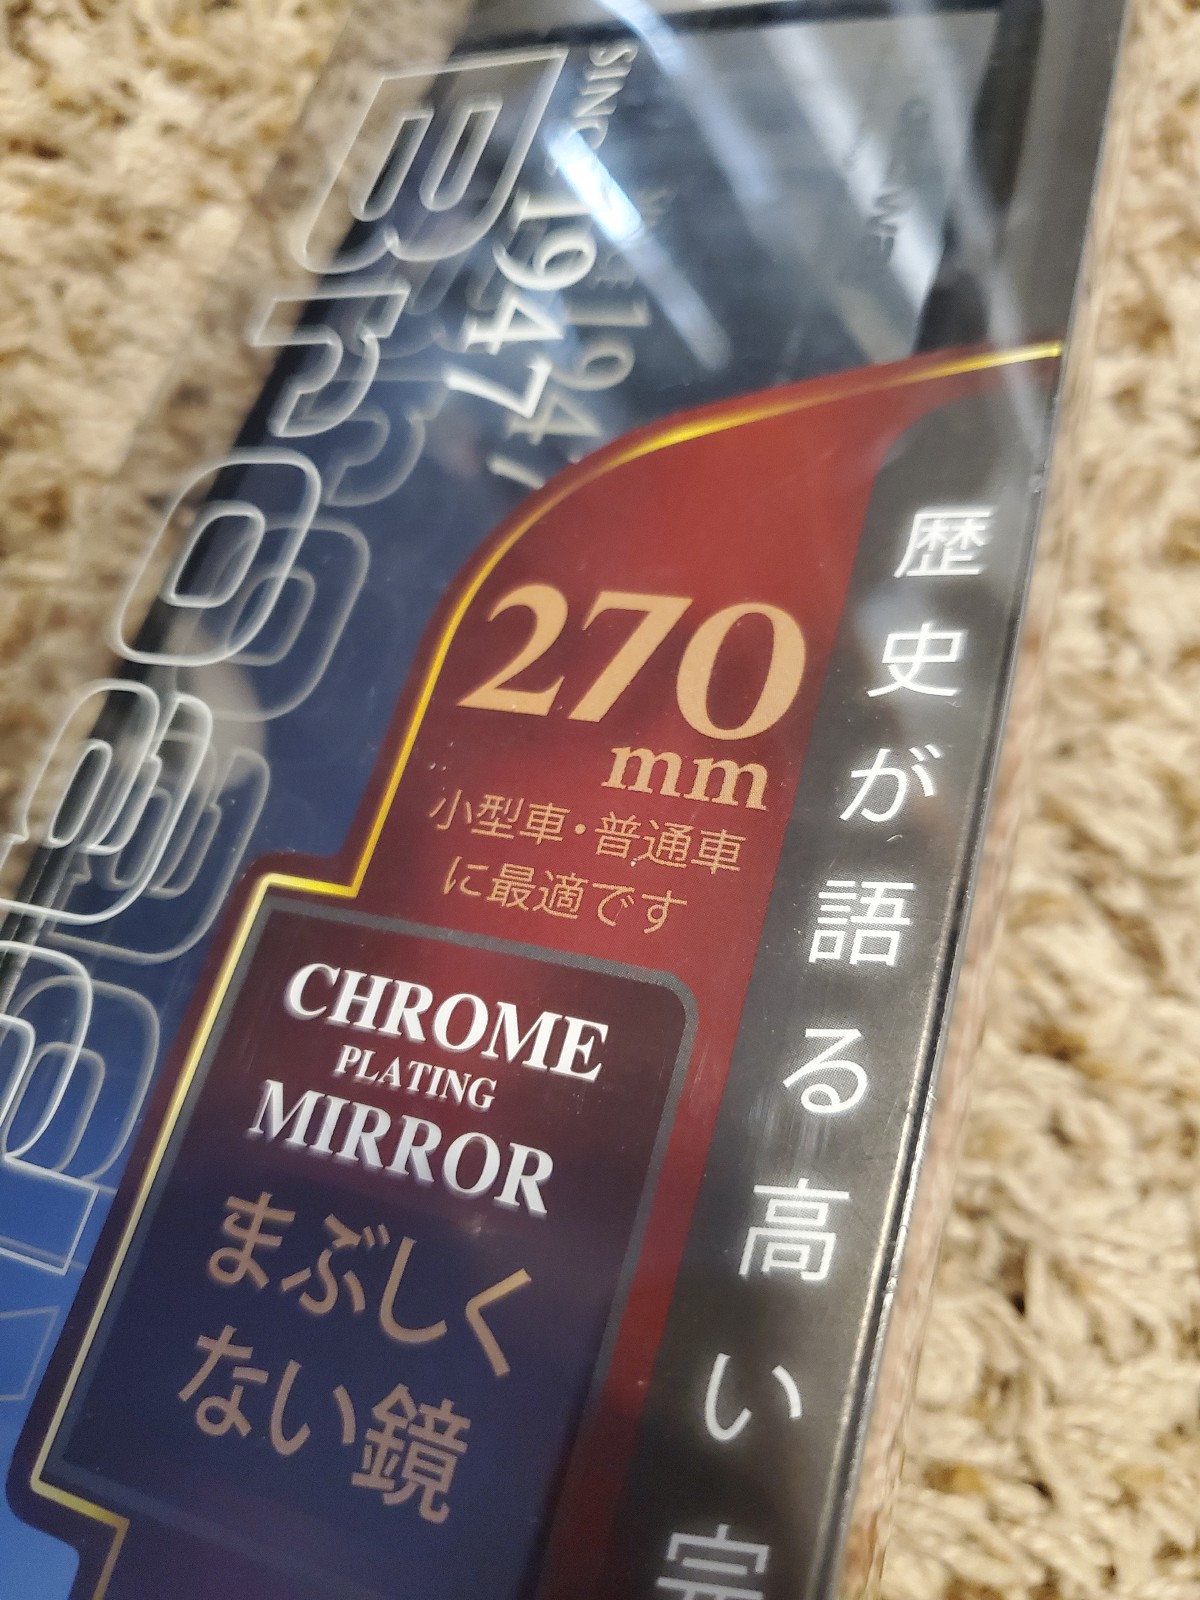 SINCE 1947
270
mm
小型車・普通車
に最適です
CHROME
PLATING
MIRROR
まぶしく
ない鏡
歴史が語る高い完